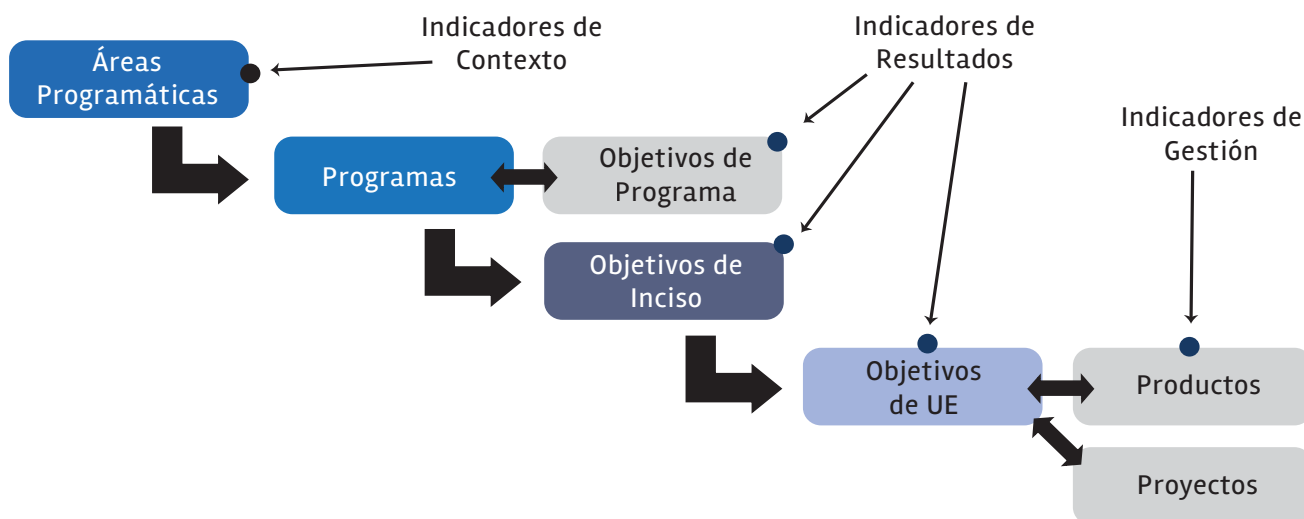 Indicadores de
Contexto
Indicadores de
Resultados
Áreas
Programáticas
Indicadores de
Gestión
Programas
Objetivos de
Programa
Objetivos de
Inciso
Objetivos
de UE
Productos
Proyectos